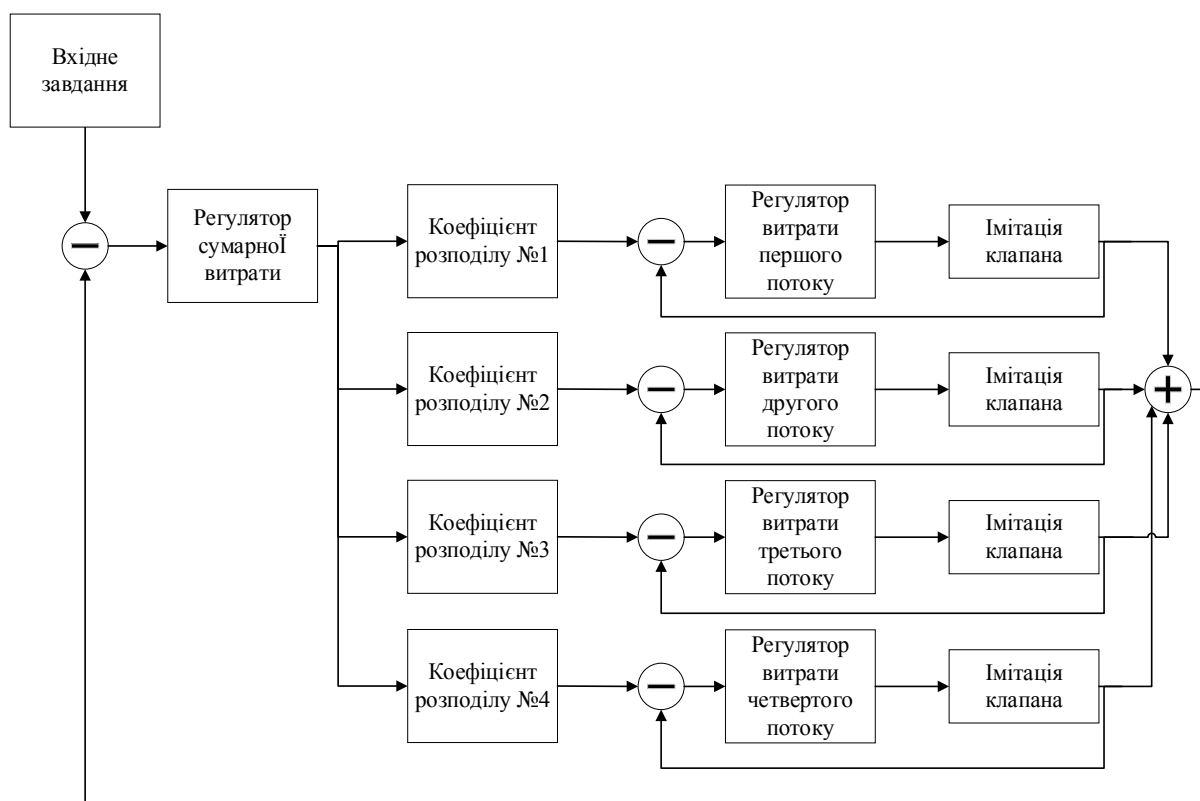 Вхідне
завдання
Регулятор
сумарноЇ
витрати
Коефіцієнт
розподілу №1
Регулятор
витрати
першого
потоку
Імітація
клапана
Коефіцієнт
розподілу №2
Регулятор
витрати
другого
потоку
Імітація
клапана
Коефіцієнт
розподілу №3
Регулятор
витрати
третього
потоку
Імітація
клапана
Коефіцієнт
розподілу №4
Регулятор
витрати
четвертого
потоку
Імітація
клапана